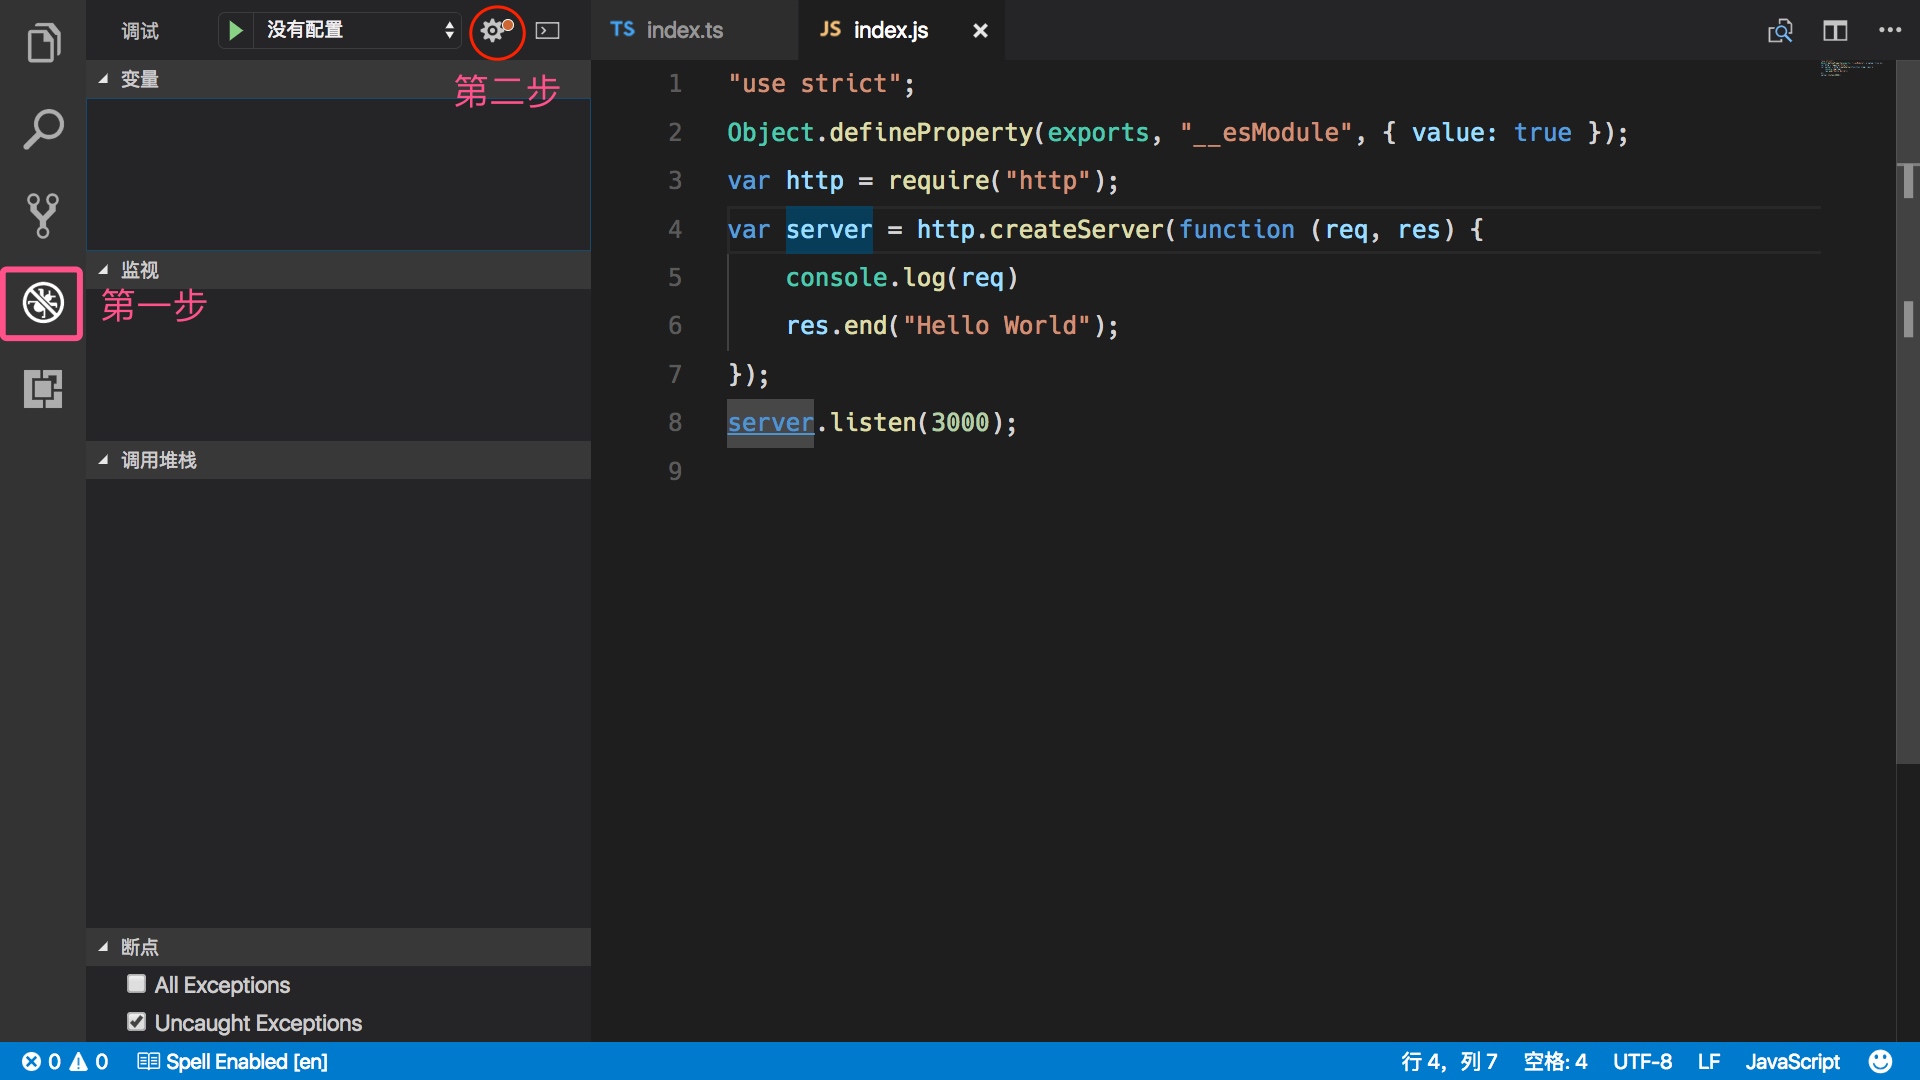 调试
没有配置
TS index.ts
JS index.js
变量
第二步
监视
第一步
调用堆栈
断点
All Exceptions
Uncaught Exceptions
1 "use strict";
2 Object.defineProperty(exports, "__esModule", { value: true });
3 var http = require("http");
4 var server = http.createServer(function (req, res) {
5 console.log(req)
6 res.end("Hello World");
7 });
8 server.listen(3000);
9
0 0 Spell Enabled [en]
行 4，列 7 空格: 4 UTF-8 LF JavaScript